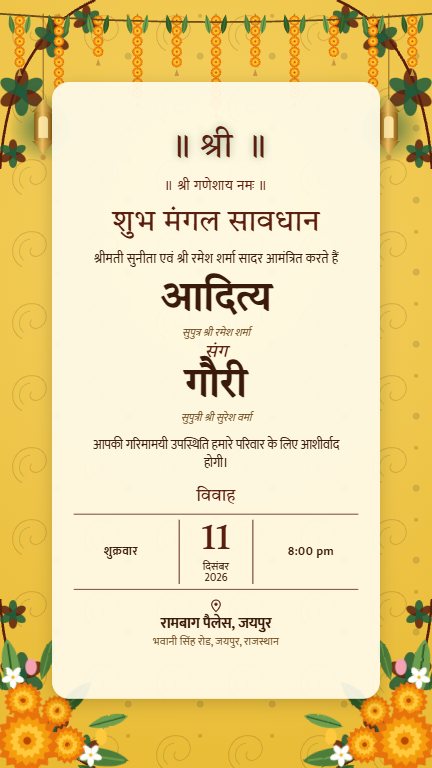 ॥ श्री ॥
॥ श्री गणेशाय नमः ॥
शुभ मंगल सावधान
श्रीमती सुनीता एवं श्री रमेश शर्मा सादर आमंत्रित करते हैं
आदित्य
सुपुत्र श्री रमेश शर्मा
संग
गौरी
सुपुत्री श्री सुरेश वर्मा
आपकी गरिमामयी उपस्थिति हमारे परिवार के लिए आशीर्वाद
होगी।
विवाह
शुक्रवार
11
दिसंबर
2026
8:00 pm
रामबाग पैलेस, जयपुर
भवानी सिंह रोड, जयपुर, राजस्थान